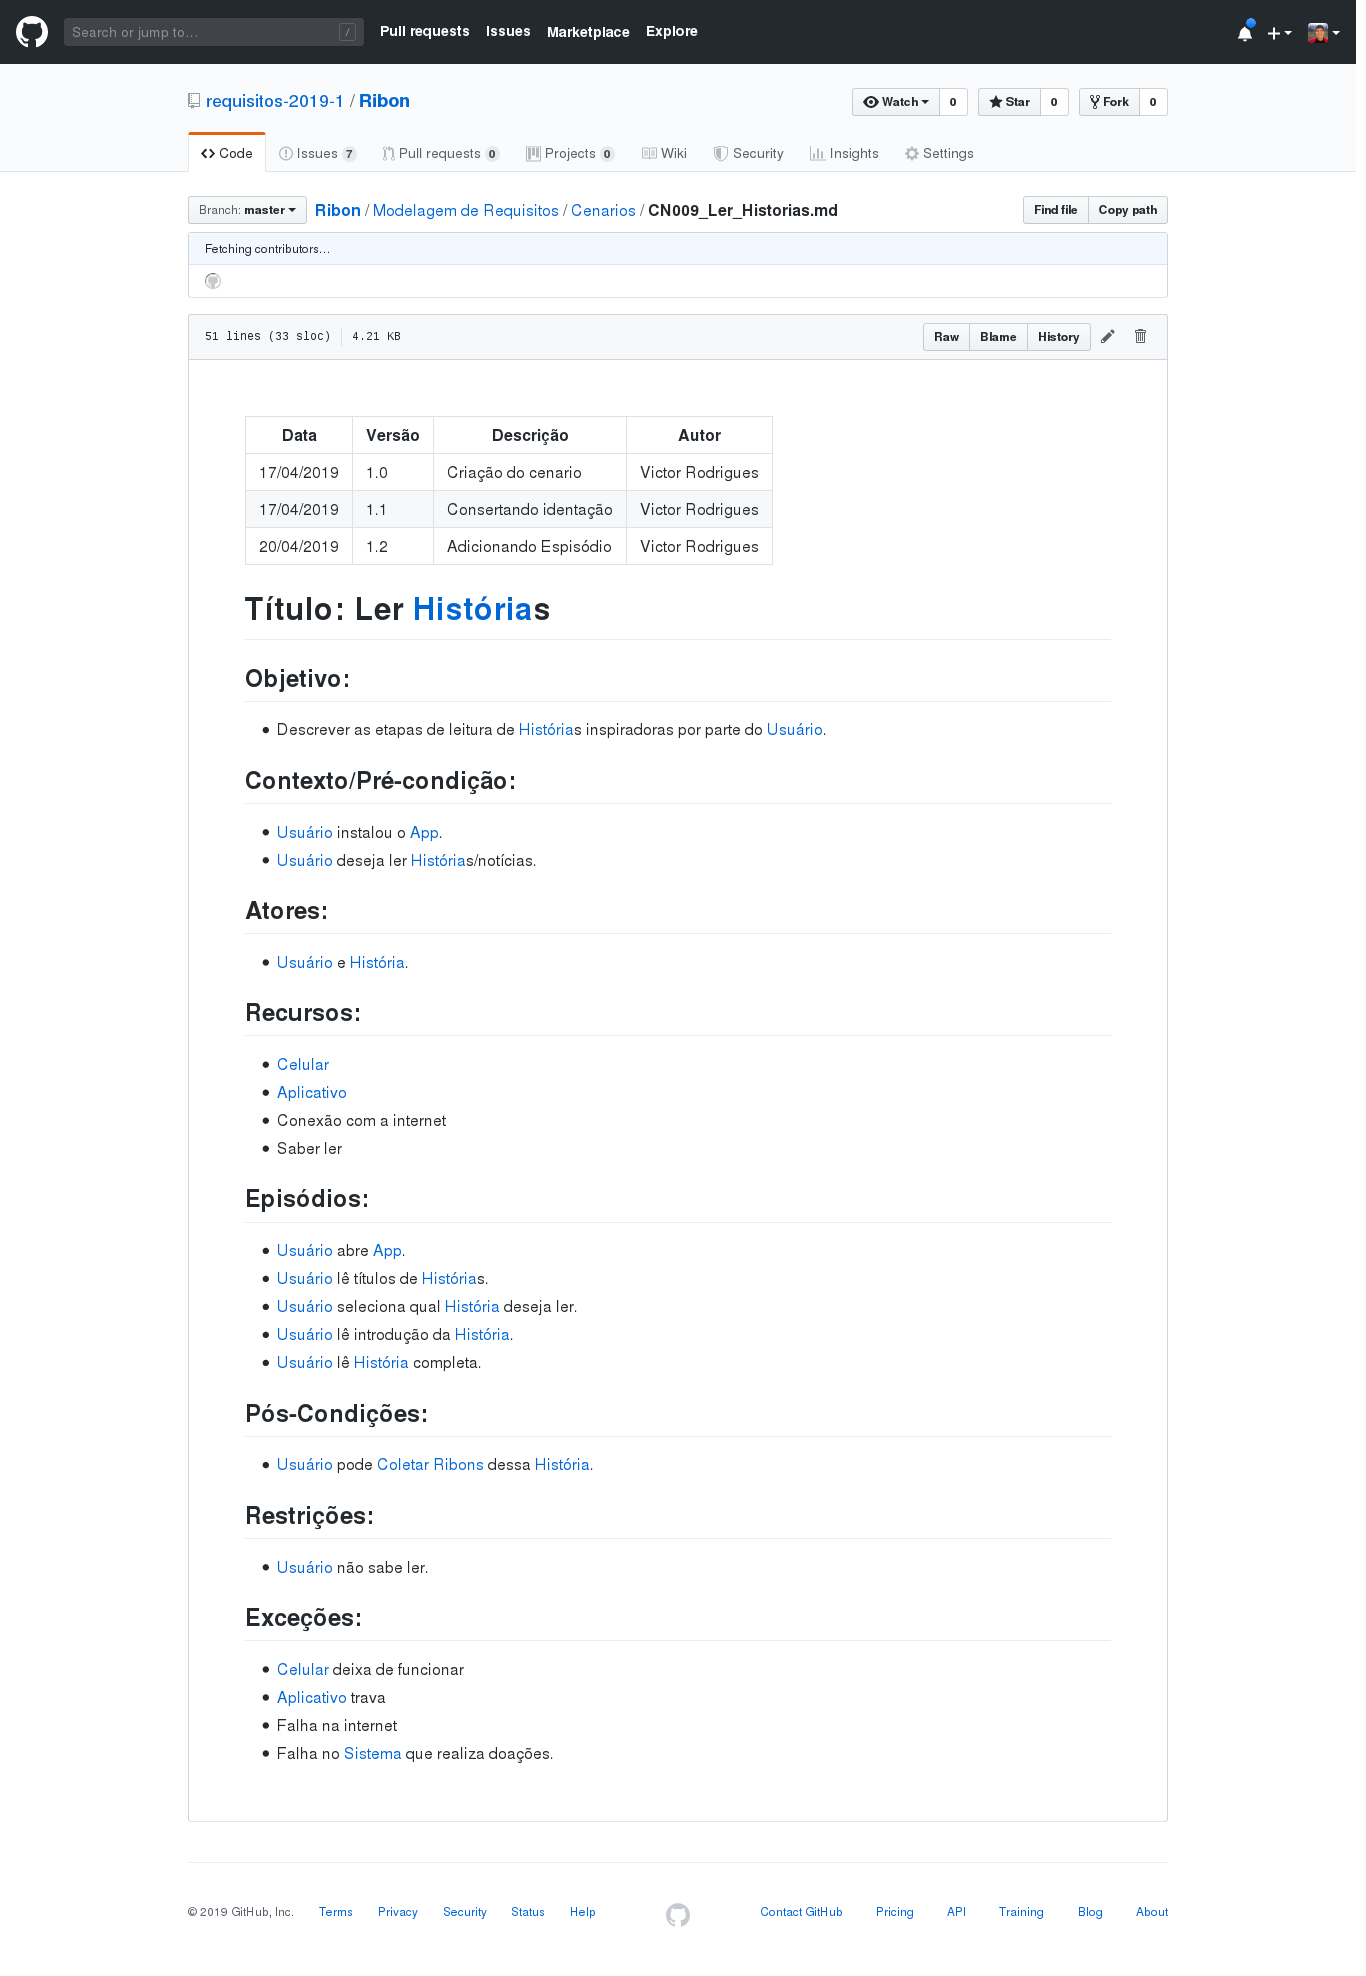 Search or jump to… /
Pull requests Issues Marketplace Explore
requisitos-2019-1 / Ribon
Watch 0 Star 0 Fork 0
Code Issues 7 Pull requests 0 Projects 0 Wiki Security Insights Settings
Branch: master Ribon / Modelagem de Requisitos / Cenarios / CN009_Ler_Historias.md Find file Copy path
Fetching contributors…
51 lines (33 sloc) 4.21 KB Raw Blame History
Data Versão Descrição Autor
17/04/2019 1.0 Criação do cenario Victor Rodrigues
17/04/2019 1.1 Consertando identação Victor Rodrigues
20/04/2019 1.2 Adicionando Espisódio Victor Rodrigues
Título: Ler Histórias
Objetivo:
• Descrever as etapas de leitura de Histórias inspiradoras por parte do Usuário.
Contexto/Pré-condição:
• Usuário instalou o App.
• Usuário deseja ler Histórias/notícias.
Atores:
• Usuário e História.
Recursos:
• Celular
• Aplicativo
• Conexão com a internet
• Saber ler
Episódios:
• Usuário abre App.
• Usuário lê títulos de Histórias.
• Usuário seleciona qual História deseja ler.
• Usuário lê introdução da História.
• Usuário lê História completa.
Pós-Condições:
• Usuário pode Coletar Ribons dessa História.
Restrições:
• Usuário não sabe ler.
Exceções:
• Celular deixa de funcionar
• Aplicativo trava
• Falha na internet
• Falha no Sistema que realiza doações.
© 2019 GitHub, Inc. Terms Privacy Security Status Help Contact GitHub Pricing API Training Blog About